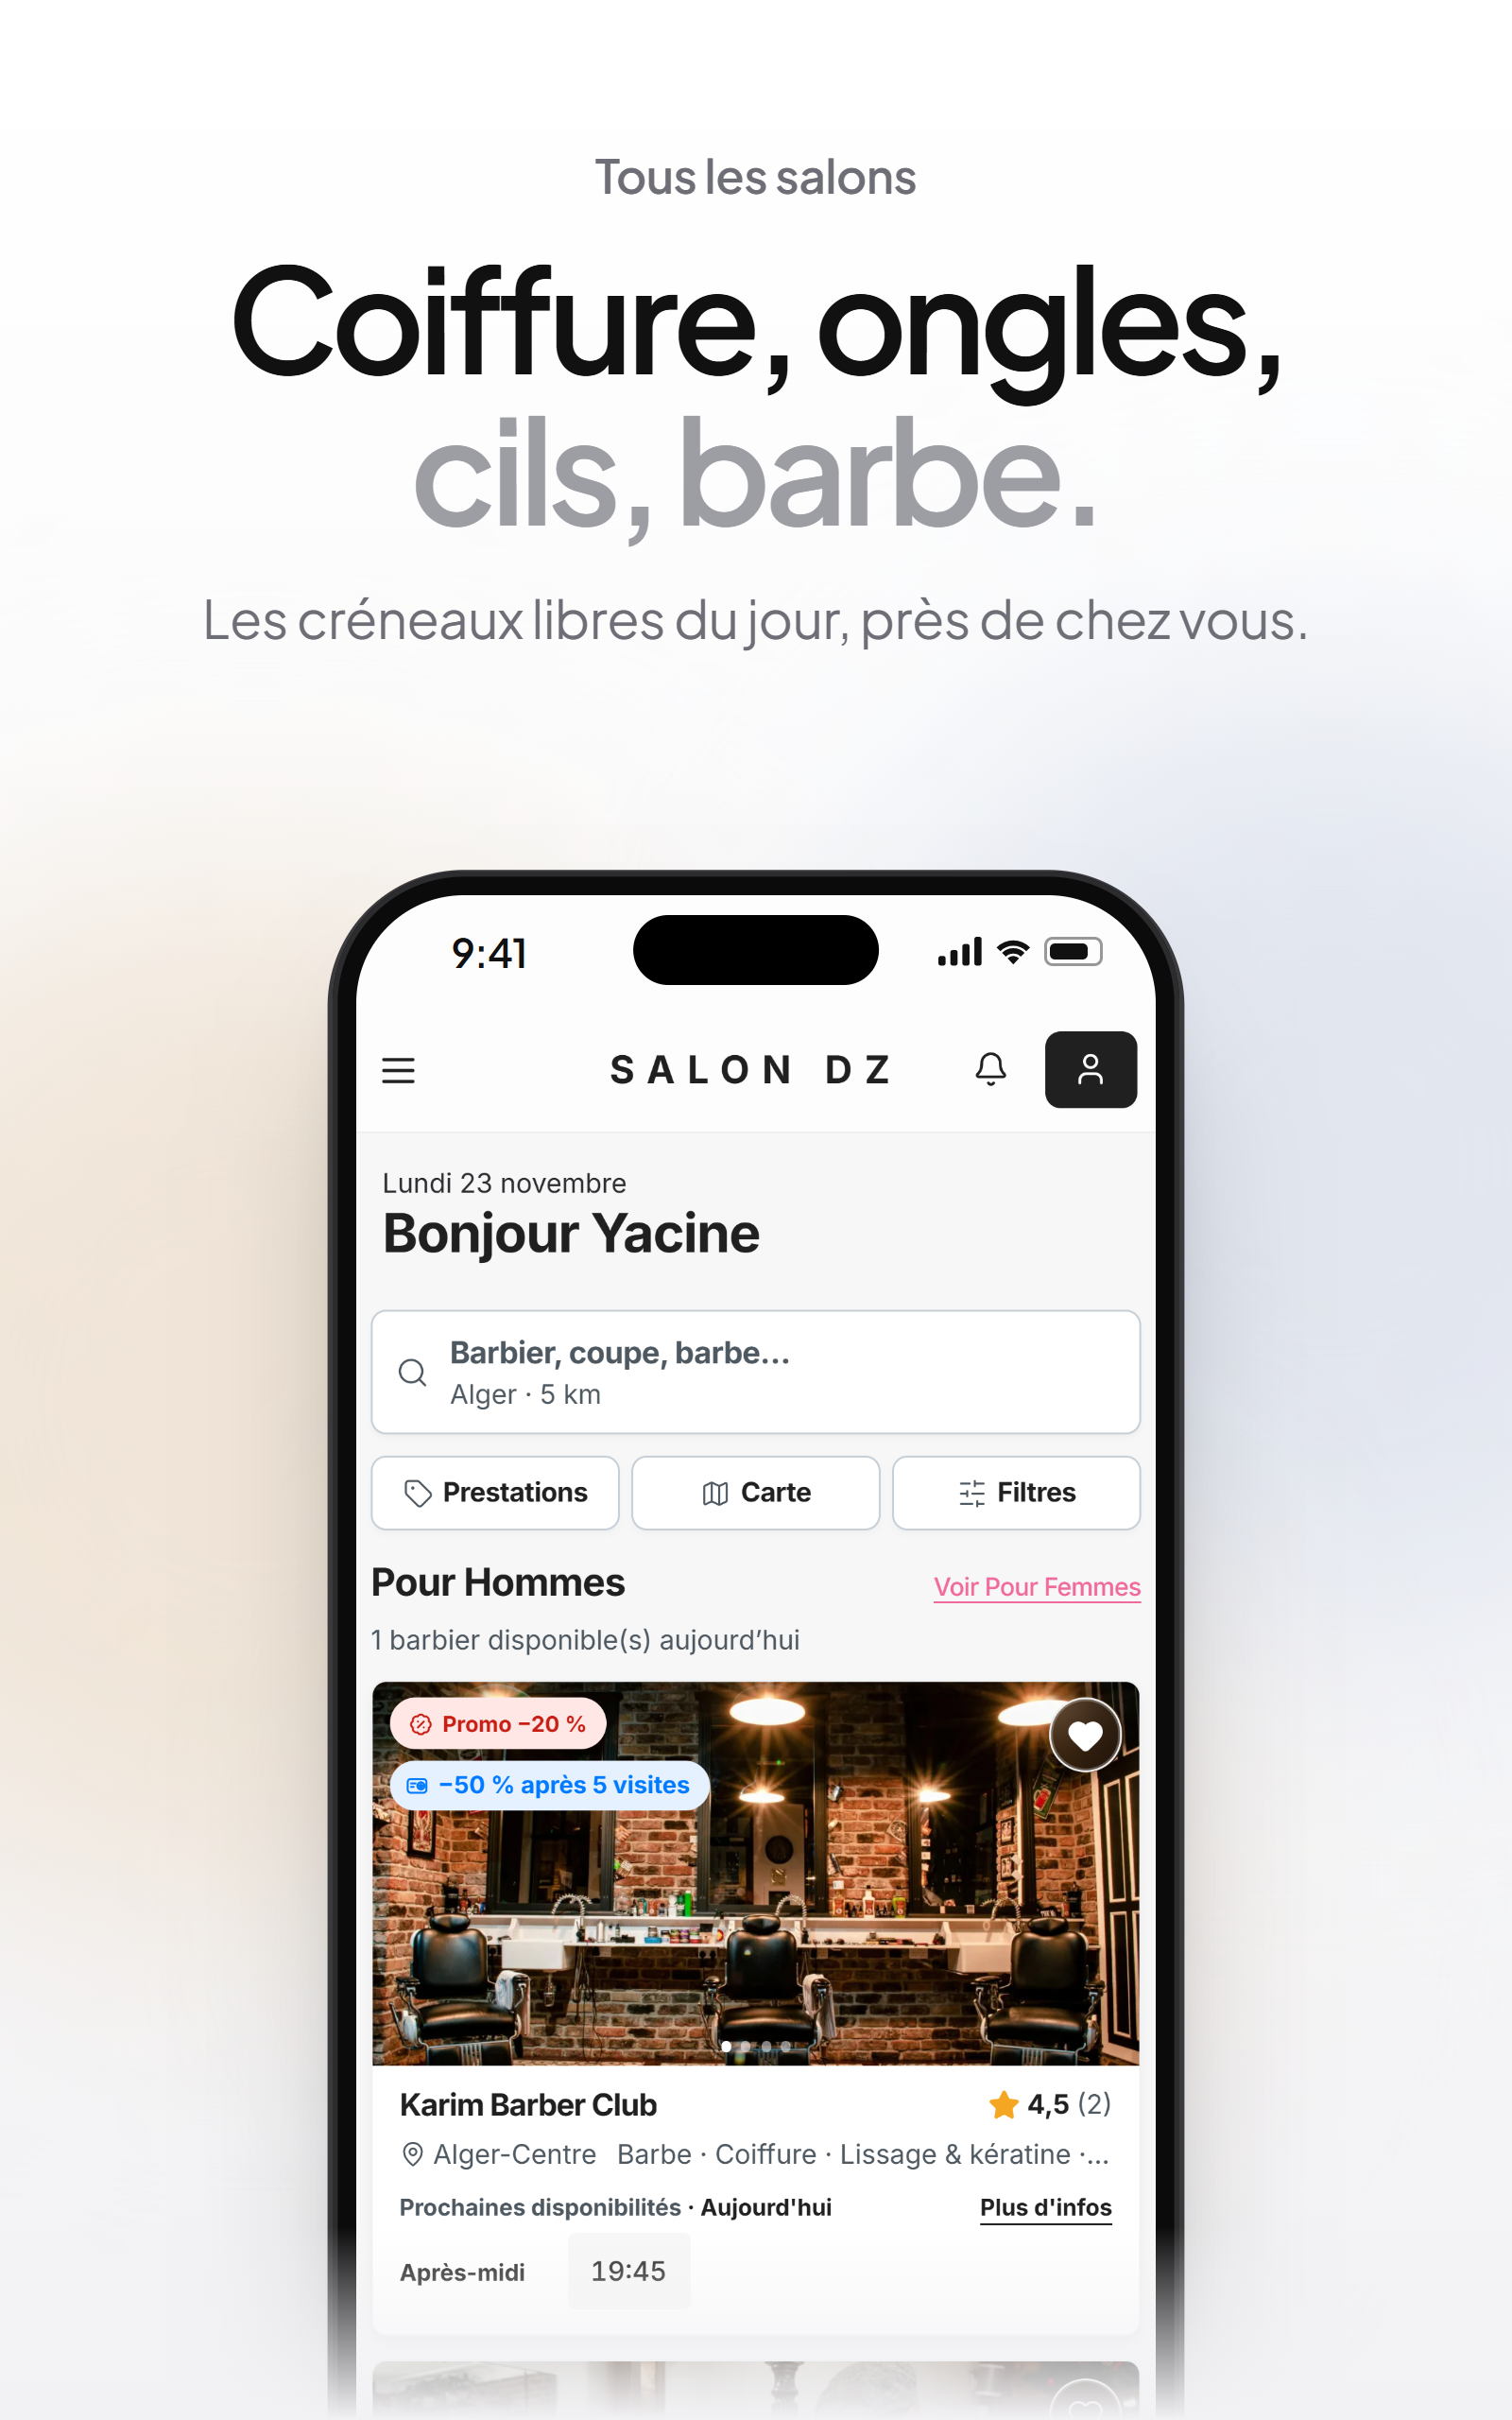 Tous les salons
Coiffure, ongles,
cils, barbe.
Les créneaux libres du jour, près de chez vous.
9:41
SALON DZ
Lundi 23 novembre
Bonjour Yacine
Barbier, coupe, barbe...
Alger · 5 km
Prestations Carte Filtres
Pour Hommes Voir Pour Femmes
1 barbier disponible(s) aujourd’hui
Promo −20 %
−50 % après 5 visites
Karim Barber Club 4,5 (2)
Alger-Centre Barbe · Coiffure · Lissage & kératine ·...
Prochaines disponibilités · Aujourd'hui Plus d'infos
Après-midi 19:45